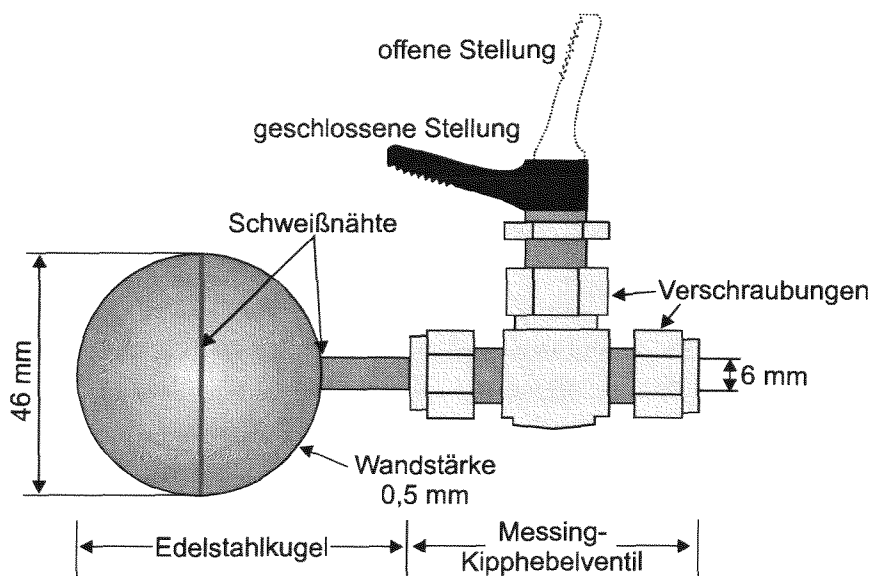 offene Stellung
geschlossene Stellung
Schweißnähte
Verschraubungen
46 mm
6 mm
Wandstärke
0,5 mm
Edelstahlkugel
Messing-
Kipphebelventil